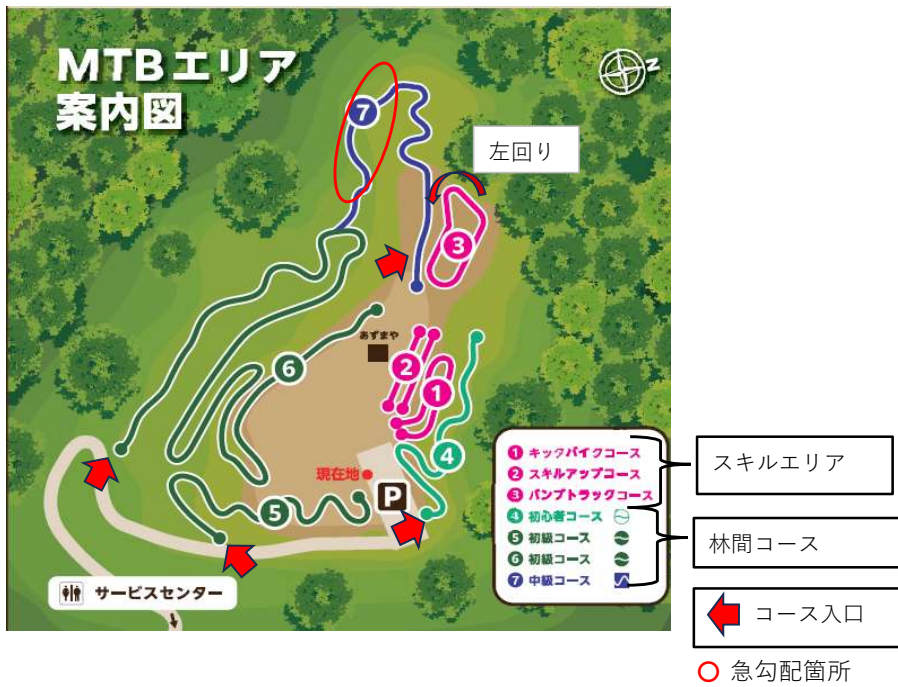 MTBエリア
案内図
N
7
左回り
3
あずまや
2
1
6
4
現在地
P
5
サービスセンター
1 キックバイクコース
2 スキルアップコース
3 パンプトラックコース
4 初心者コース
5 初級コース
6 初級コース
7 中級コース
スキルエリア
林間コース
コース入口
急勾配箇所